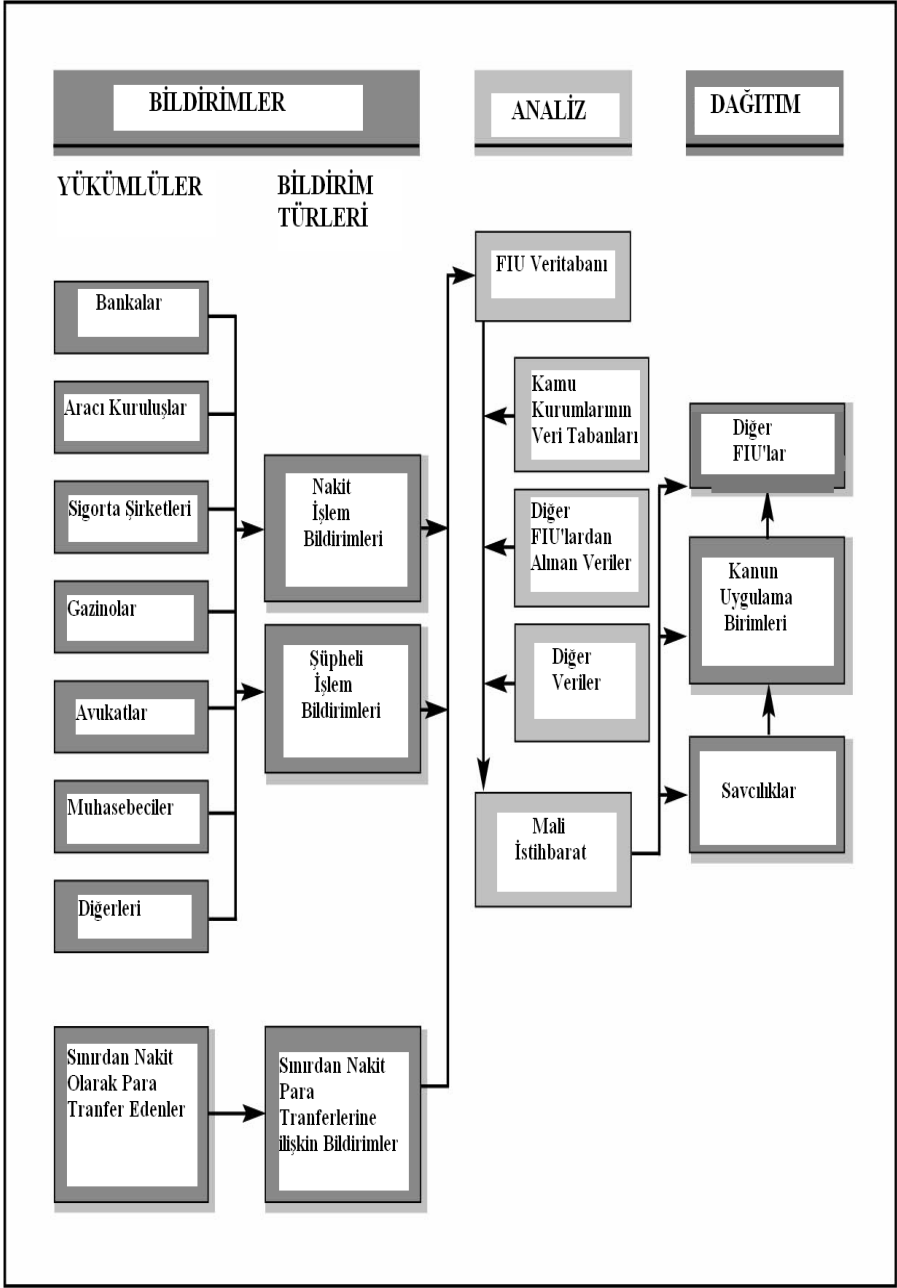 BİLDİRİMLER
ANALİZ
DAĞITIM
YÜKÜMLÜLER
BİLDİRİM
TÜRLERİ
Bankalar
Aracı Kuruluşlar
Sigorta Şirketleri
Gazinolar
Avukatlar
Muhasebeciler
Diğerleri
Sınırdan Nakit
Olarak Para
Tranfer Edenler
Nakit
İşlem
Bildirimleri
Şüpheli
İşlem
Bildirimleri
Sınırdan Nakit
Para
Tranferlerine
ilişkin Bildirimler
FIU Veritabanı
Kamu
Kurumlarının
Veri Tabanları
Diğer
FIU'lardan
Alınan Veriler
Diğer
Veriler
Mali
İstihbarat
Diğer
FIU'lar
Kanun
Uygulama
Birimleri
Savcılıklar